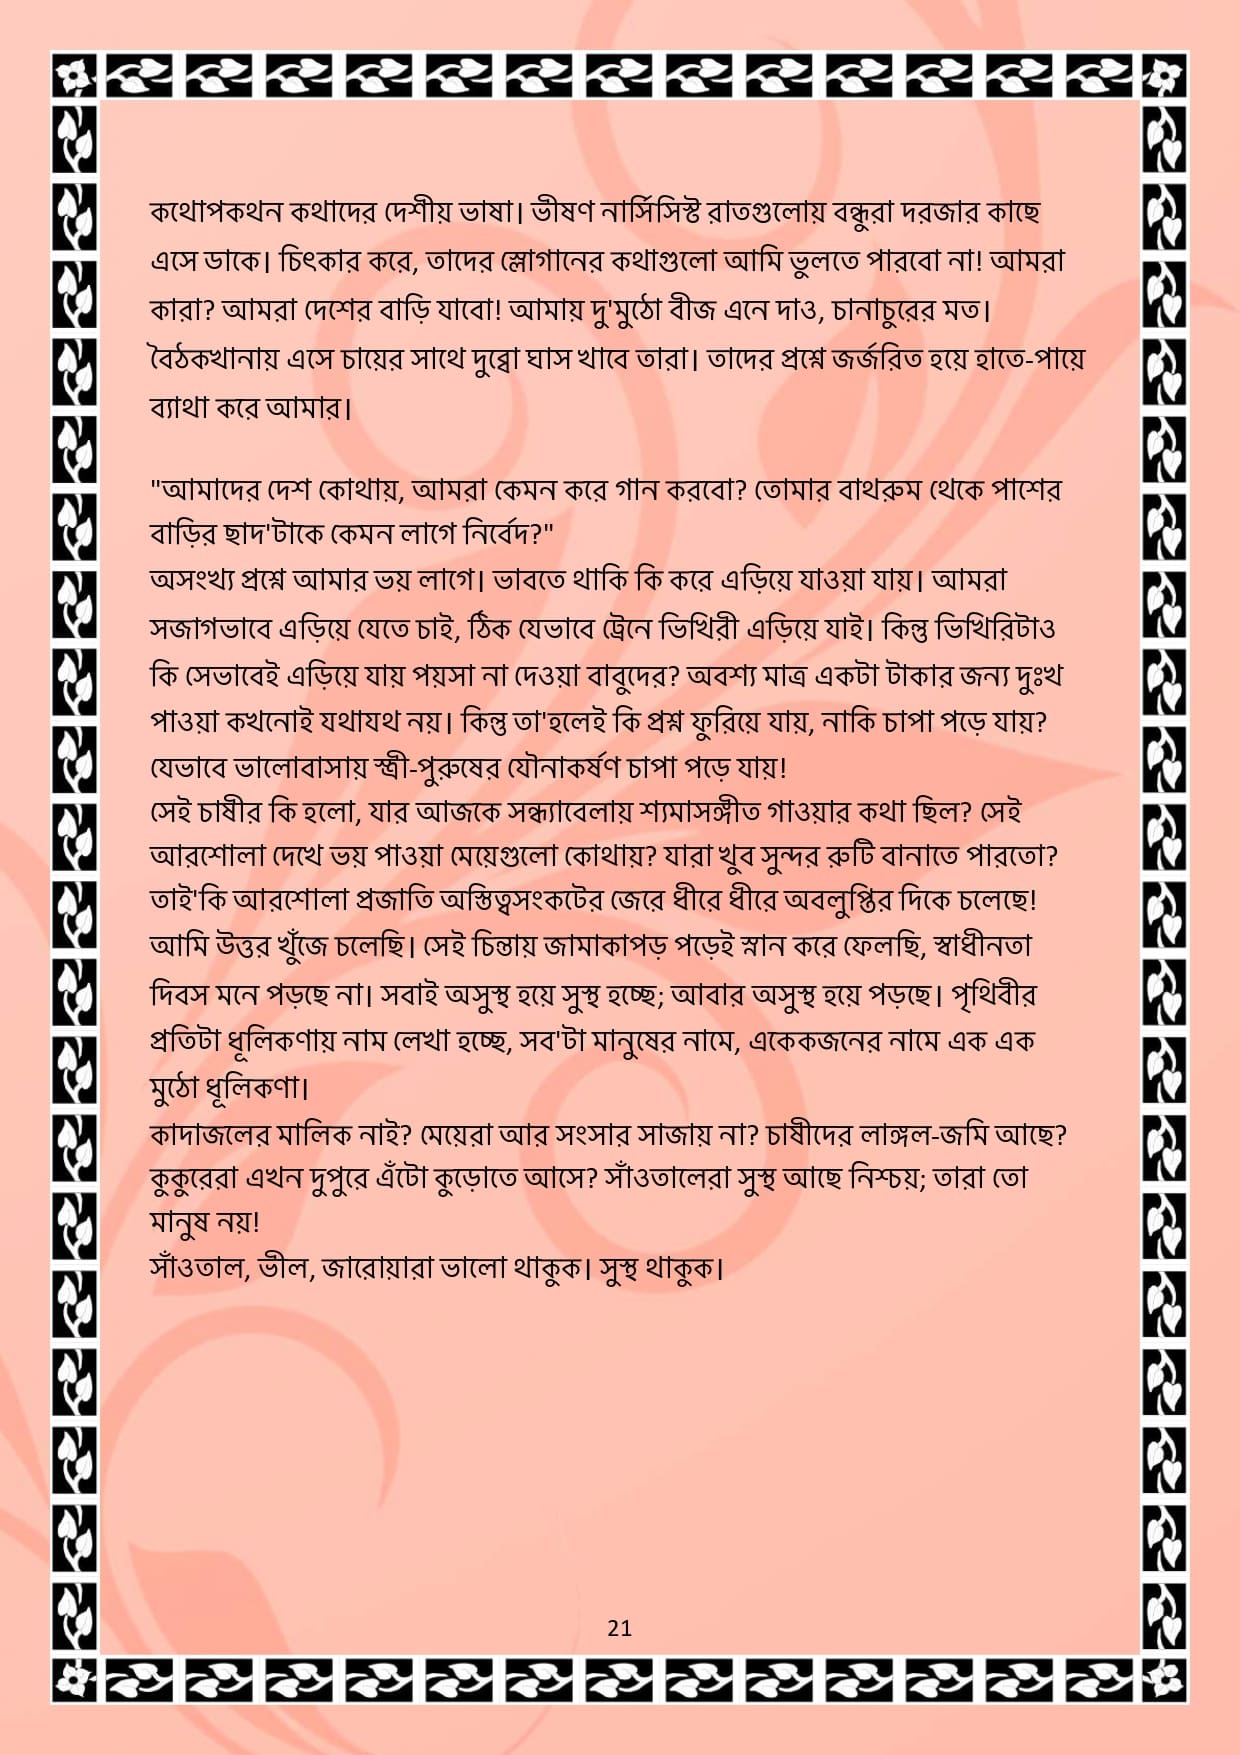 কথোপকথন কথাদের দেশীয় ভাষা। ভীষণ নার্সিসিস্ট রাতগুলোয় বন্ধুরা দরজার কাছে
এসে ডাকে। চিৎকার করে, তাদের স্লোগানের কথাগুলো আমি ভুলতে পারবো না! আমরা
কারা? আমরা দেশের বাড়ি যাবো! আমায় দু'মুঠো বীজ এনে দাও, চানাচুরের মত।
বৈঠকখানায় এসে চায়ের সাথে দুব্বো ঘাস খাবে তারা। তাদের প্রশ্নে জর্জরিত হয়ে হাতে-পায়ে
ব্যাথা করে আমার।
"আমাদের দেশ কোথায়, আমরা কেমন করে গান করবো? তোমার বাথরুম থেকে পাশের
বাড়ির ছাদ'টাকে কেমন লাগে নির্বেদ?"
অসংখ্য প্রশ্নে আমার ভয় লাগে। ভাবতে থাকি কি করে এড়িয়ে যাওয়া যায়। আমরা
সজাগভাবে এড়িয়ে যেতে চাই, ঠিক যেভাবে ট্রেনে ভিখিরী এড়িয়ে যাই। কিন্তু ভিখিরিটাও
কি সেভাবেই এড়িয়ে যায় পয়সা না দেওয়া বাবুদের? অবশ্য মাত্র একটা টাকার জন্য দুঃখ
পাওয়া কখনোই যথাযথ নয়। কিন্তু তা'হলেই কি প্রশ্ন ফুরিয়ে যায়, নাকি চাপা পড়ে যায়?
যেভাবে ভালোবাসায় স্ত্রী-পুরুষের যৌনাকর্ষণ চাপা পড়ে যায়!
সেই চাষীর কি হলো, যার আজকে সন্ধ্যাবেলায় শ্যমাসঙ্গীত গাওয়ার কথা ছিল? সেই
আরশোলা দেখে ভয় পাওয়া মেয়েগুলো কোথায়? যারা খুব সুন্দর রুটি বানাতে পারতো?
তাই'কি আরশোলা প্রজাতি অস্তিত্বসংকটের জেরে ধীরে ধীরে অবলুপ্তির দিকে চলেছে!
আমি উত্তর খুঁজে চলেছি। সেই চিন্তায় জামাকাপড় পড়েই স্নান করে ফেলছি, স্বাধীনতা
দিবস মনে পড়ছে না। সবাই অসুস্থ হয়ে সুস্থ হচ্ছে; আবার অসুস্থ হয়ে পড়ছে। পৃথিবীর
প্রতিটা ধূলিকণায় নাম লেখা হচ্ছে, সব'টা মানুষের নামে, একেকজনের নামে এক এক
মুঠো ধূলিকণা।
কাদাজলের মালিক নাই? মেয়েরা আর সংসার সাজায় না? চাষীদের লাঙ্গল-জমি আছে?
কুকুরেরা এখন দুপুরে এঁটো কুড়োতে আসে? সাঁওতালেরা সুস্থ আছে নিশ্চয়; তারা তো
মানুষ নয়!
সাঁওতাল, ভীল, জারোয়ারা ভালো থাকুক। সুস্থ থাকুক।
21